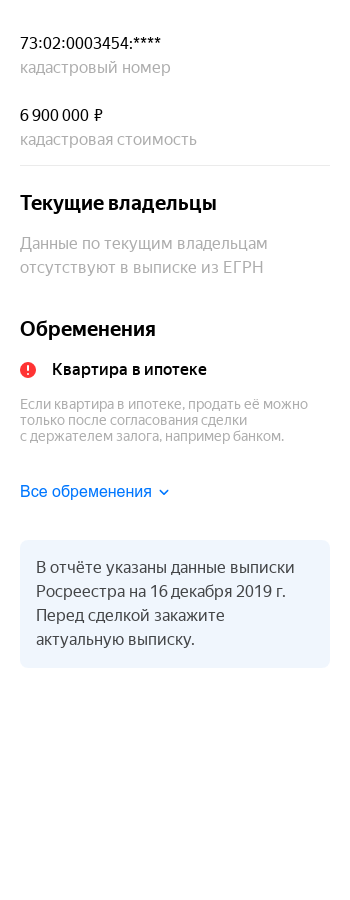 73:02:0003454:****
кадастровый номер
6 900 000 ₽
кадастровая стоимость
Текущие владельцы
Данные по текущим владельцам
отсутствуют в выписке из ЕГРН
Обременения
Квартира в ипотеке
Если квартира в ипотеке, продать её можно
только после согласования сделки
с держателем залога, например банком.
Все обременения
В отчёте указаны данные выписки
Росреестра на 16 декабря 2019 г.
Перед сделкой закажите
актуальную выписку.